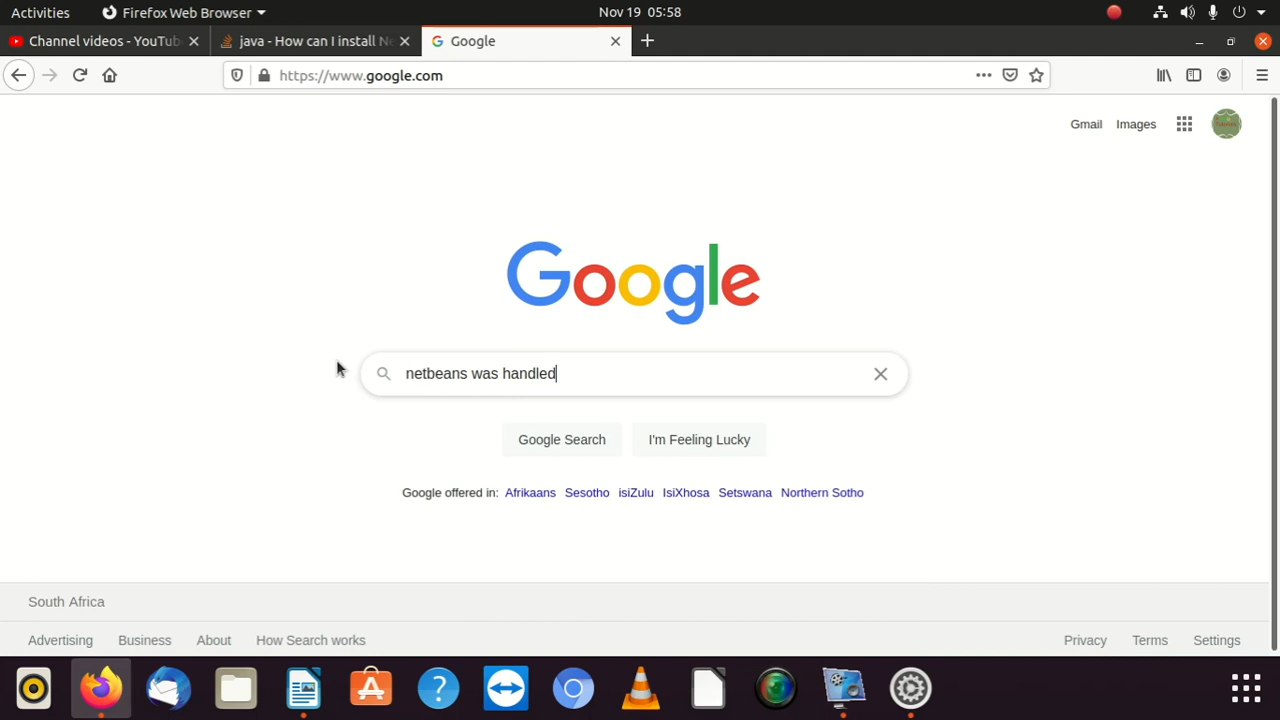 Activities Firefox Web Browser Nov 19 05:58
Channel videos - YouTub java - How can I install Ne Google
https://www.google.com
Gmail Images
Google
netbeans was handled
Google Search I'm Feeling Lucky
Google offered in: Afrikaans Sesotho isiZulu IsiXhosa Setswana Northern Sotho
South Africa
Advertising Business About How Search works Privacy Terms Settings